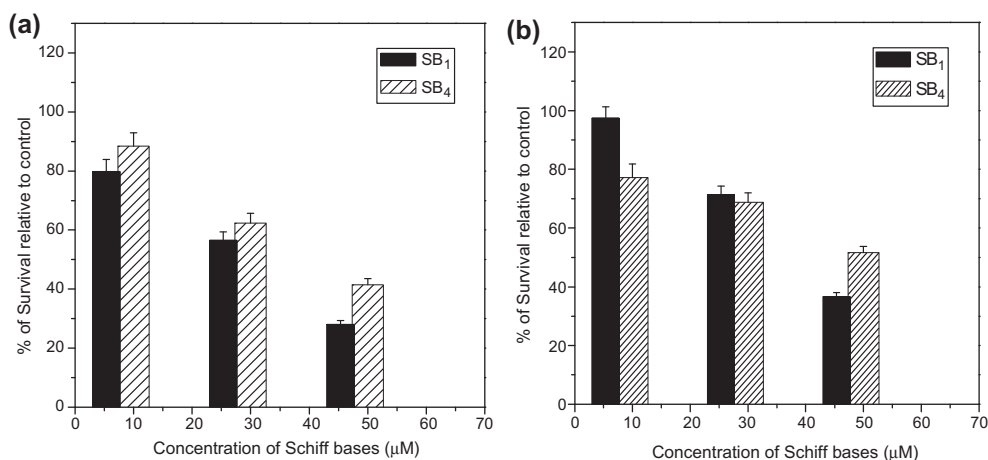 (a)
% of Survival relative to control
120
100
80
60
40
20
0
SB1
SB4
0 10 20 30 40 50 60 70
Concentration of Schiff bases (μM)
(b)
% of Survival relative to control
120
100
80
60
40
20
0
SB1
SB4
0 10 20 30 40 50 60 70
Concentration of Schiff bases (μM)